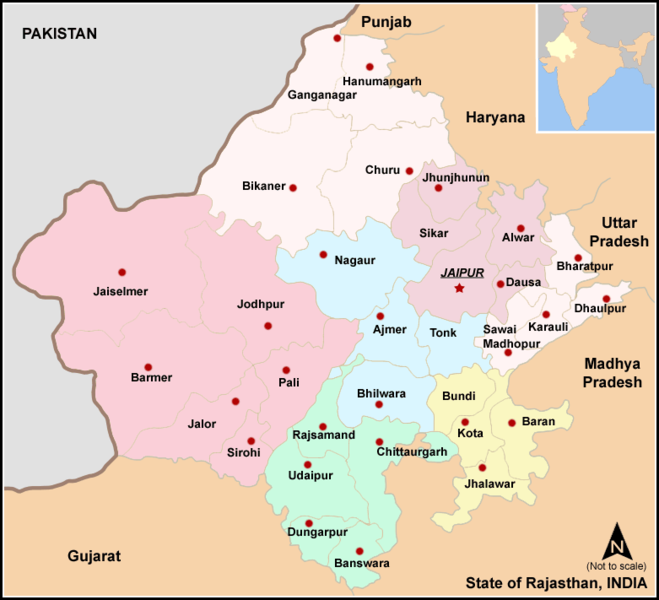 Punjab
PAKISTAN
Hanumangarh
Ganganagar
Haryana
Churu
Jhunjhunun
Bikaner
Sikar
Alwar
Uttar
Pradesh
Nagaur
JAIPUR
Bharatpur
Jaiselmer
Dausa
Jodhpur
Dhaulpur
Ajmer
Tonk
Sawai
Madhopur
Karauli
Madhya
Pradesh
Barmer
Pali
Bhilwara
Bundi
Jalor
Rajsamand
Kota
Baran
Sirohi
Chittaurgarh
Udaipur
Jhalawar
Dungarpur
Banswara
Gujarat
N
(Not to scale)
State of Rajasthan, INDIA